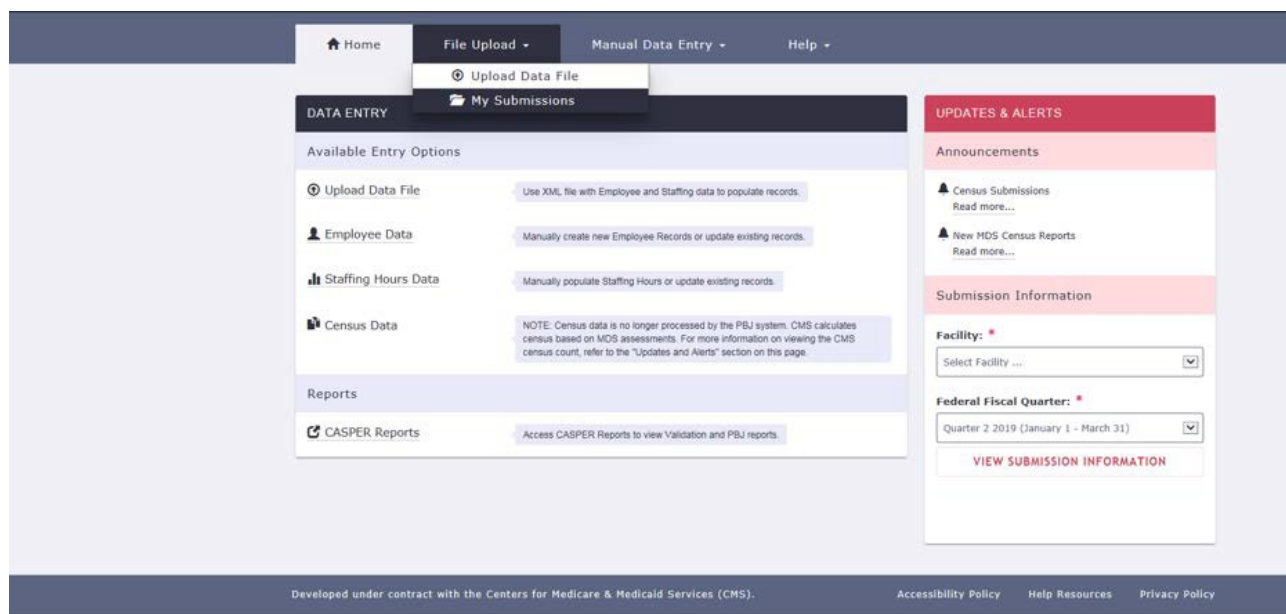 Home File Upload Manual Data Entry Help
Upload Data File
My Submissions
DATA ENTRY
Available Entry Options
Upload Data File
Use XML file with Employee and Staffing data to populate records.
Employee Data
Manually create new Employee Records or update existing records.
Staffing Hours Data
Manually populate Staffing Hours or update existing records.
Census Data
NOTE: Census data is no longer processed by the PBJ system. CMS calculates
census based on MDS assessments. For more information on viewing the CMS
census count, refer to the "Updates and Alerts" section on this page.
Reports
CASPER Reports
Access CASPER Reports to view Validation and PBJ reports.
UPDATES & ALERTS
Announcements
Census Submissions
Read more...
New MDS Census Reports
Read more...
Submission Information
Facility: *
Select Facility ...
Federal Fiscal Quarter: *
Quarter 2 2019 (January 1 - March 31)
VIEW SUBMISSION INFORMATION
Developed under contract with the Centers for Medicare & Medicaid Services (CMS). Accessibility Policy Help Resources Privacy Policy